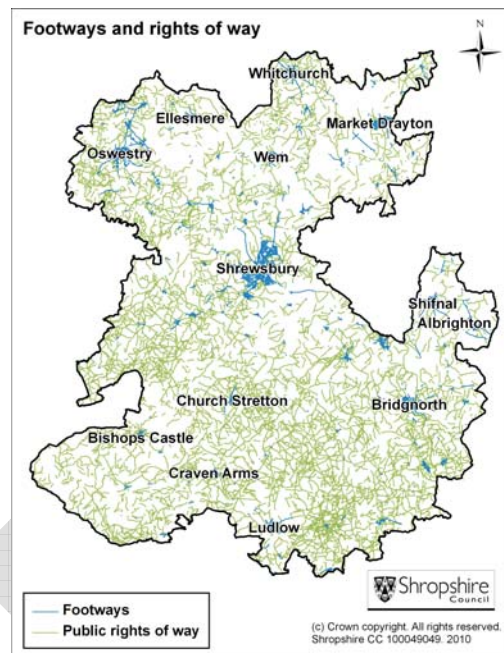 Footways and rights of way
N
Whitchurch
Ellesmere
Market Drayton
Oswestry
Wem
Shrewsbury
Shifnal
Albrighton
Church Stretton
Bridgnorth
Bishops Castle
Craven Arms
Ludlow
Shropshire
Council
Footways
Public rights of way
(c) Crown copyright. All rights reserved.
Shropshire CC 100049049. 2010